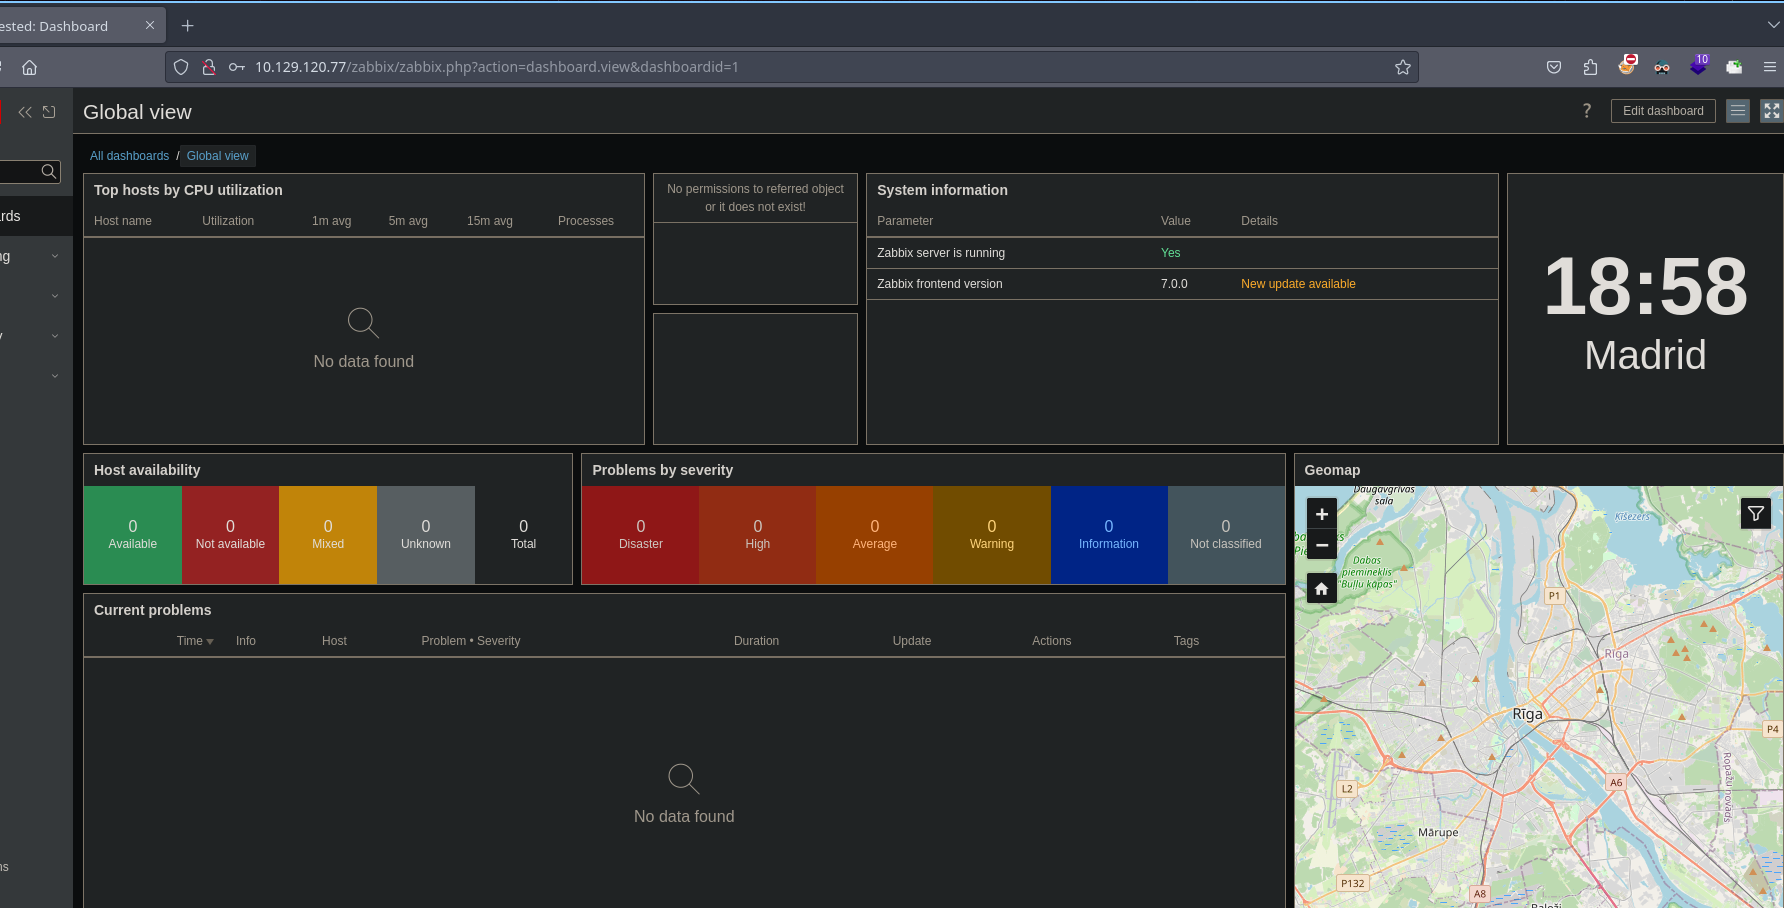 ested: Dashboard
10.129.120.77/zabbix/zabbix.php?action=dashboard.view&dashboardid=1
10
Global view
?
Edit dashboard
All dashboards / Global view
rds
ng
y
ns
Top hosts by CPU utilization
Host name Utilization 1m avg 5m avg 15m avg Processes
No data found
No permissions to referred object
or it does not exist!
System information
Parameter Value Details
Zabbix server is running Yes
Zabbix frontend version 7.0.0 New update available
18:58
Madrid
Host availability
0 0 0 0 0
Available Not available Mixed Unknown Total
Problems by severity
0 0 0 0 0 0
Disaster High Average Warning Information Not classified
Current problems
Time Info Host Problem • Severity Duration Update Actions Tags
No data found
Geomap
+
−
Daugavgrīvas
sala
Ķīšezers
Dabas
piemineklis
"Buļļu kāpas"
P1
Rīga
Rīga
P4
A6
L2
Ropažu novads
Mārupe
P132
A8
Baloži